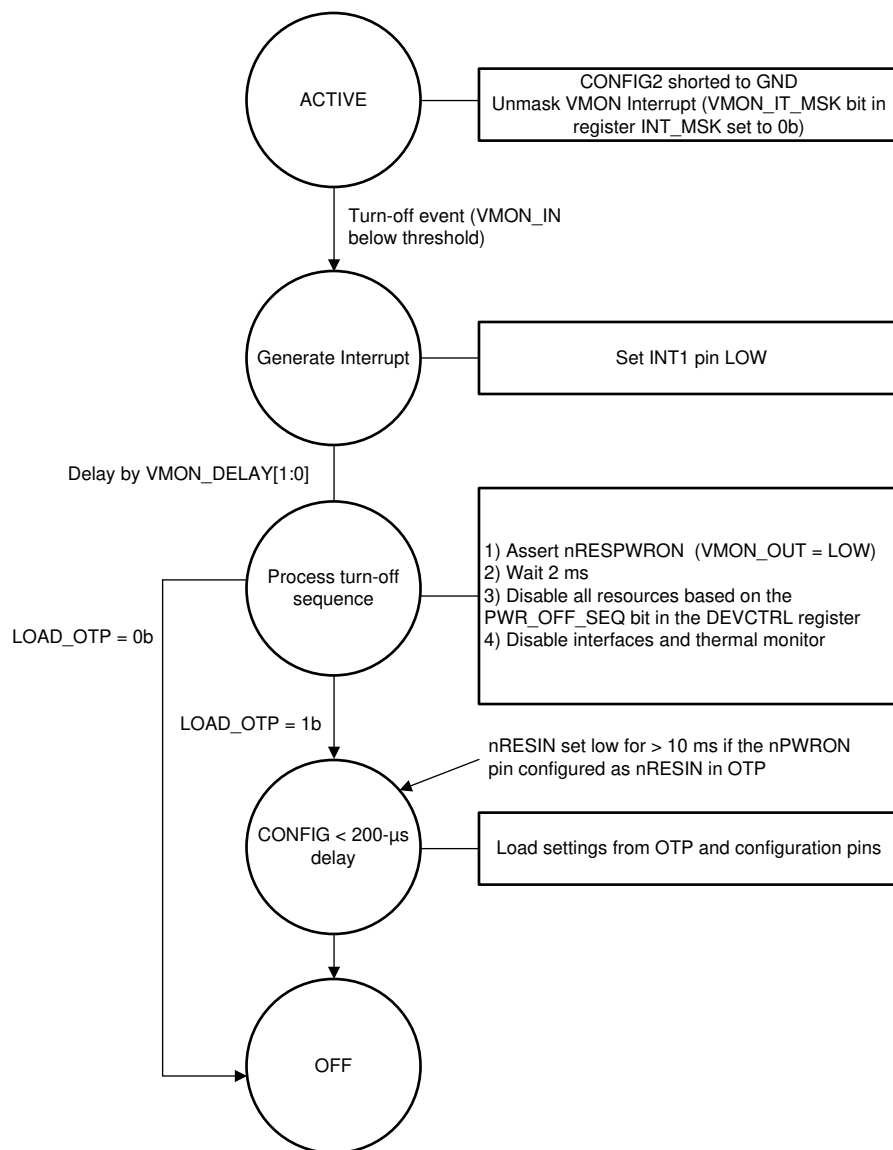 ACTIVE
CONFIG2 shorted to GND
Unmask VMON Interrupt (VMON_IT_MSK bit in
register INT_MSK set to 0b)
Turn-off event (VMON_IN
below threshold)
Generate Interrupt
Set INT1 pin LOW
Delay by VMON_DELAY[1:0]
Process turn-off
sequence
1) Assert nRESPWRON (VMON_OUT = LOW)
2) Wait 2 ms
3) Disable all resources based on the
PWR_OFF_SEQ bit in the DEVCTRL register
4) Disable interfaces and thermal monitor
LOAD_OTP = 0b
LOAD_OTP = 1b
nRESIN set low for > 10 ms if the nPWRON
pin configured as nRESIN in OTP
CONFIG < 200-µs
delay
Load settings from OTP and configuration pins
OFF